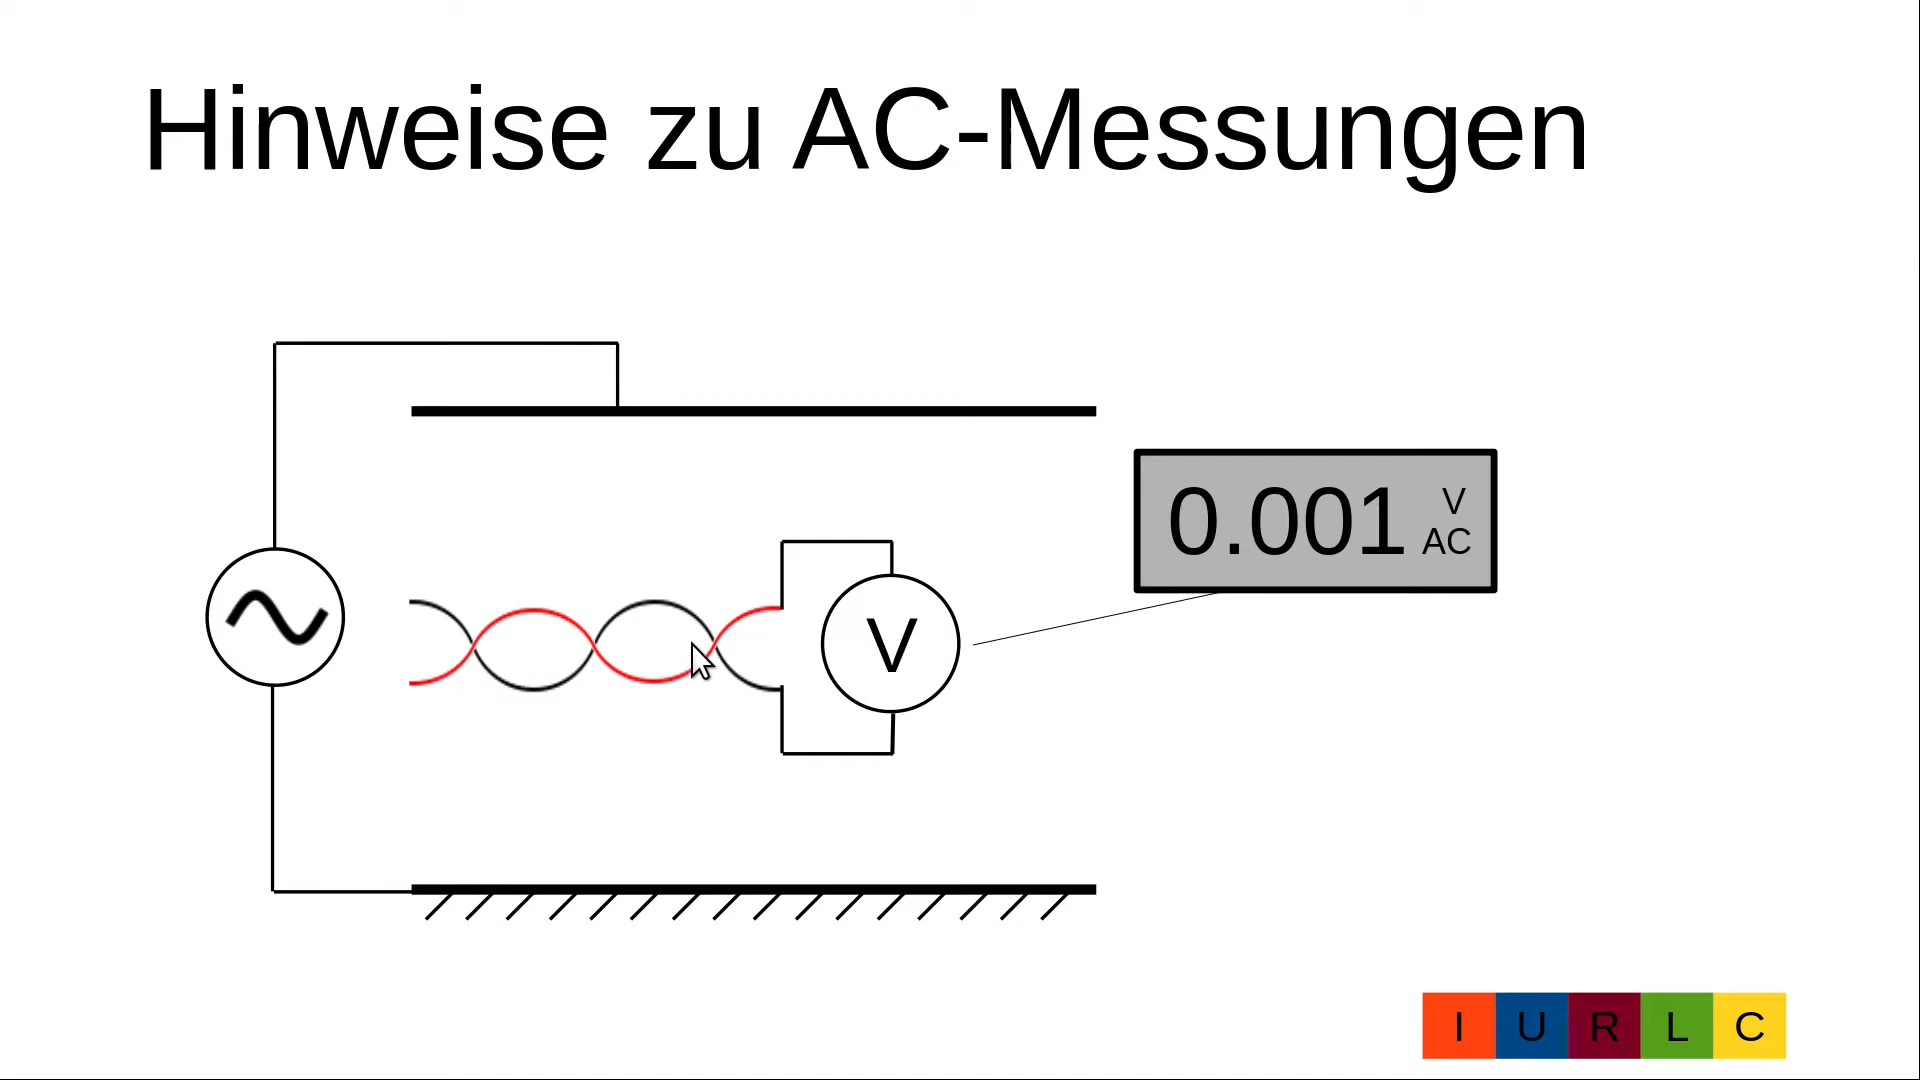 Hinweise zu AC-Messungen
0.001 V AC
V
I U R L C